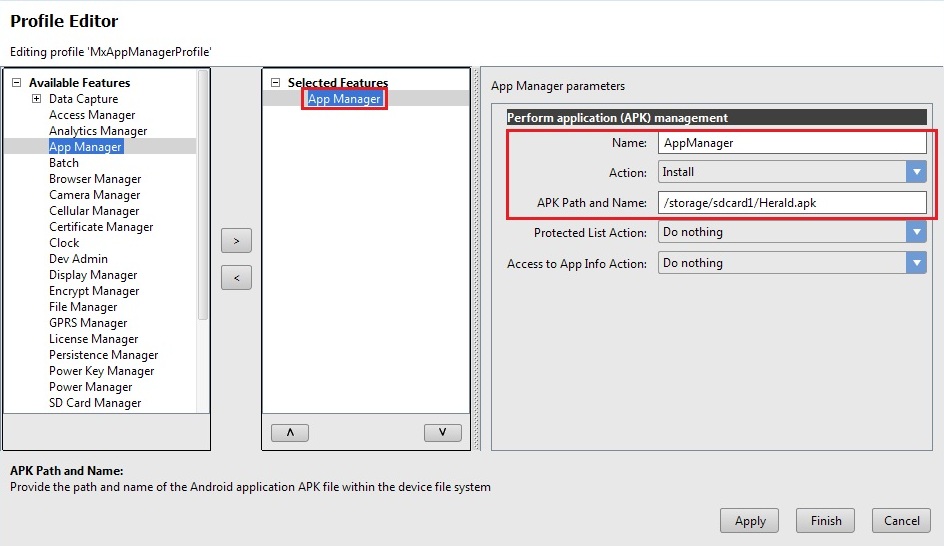 Profile Editor
Editing profile 'MxAppManagerProfile'
Available Features
Data Capture
Access Manager
Analytics Manager
App Manager
Batch
Browser Manager
Camera Manager
Cellular Manager
Certificate Manager
Clock
Dev Admin
Display Manager
Encrypt Manager
File Manager
GPRS Manager
License Manager
Persistence Manager
Power Key Manager
Power Manager
SD Card Manager
>
<
Selected Features
App Manager
App Manager parameters
Perform application (APK) management
Name: AppManager
Action: Install
APK Path and Name: /storage/sdcard1/Herald.apk
Protected List Action: Do nothing
Access to App Info Action: Do nothing
APK Path and Name:
Provide the path and name of the Android application APK file within the device file system
Apply Finish Cancel